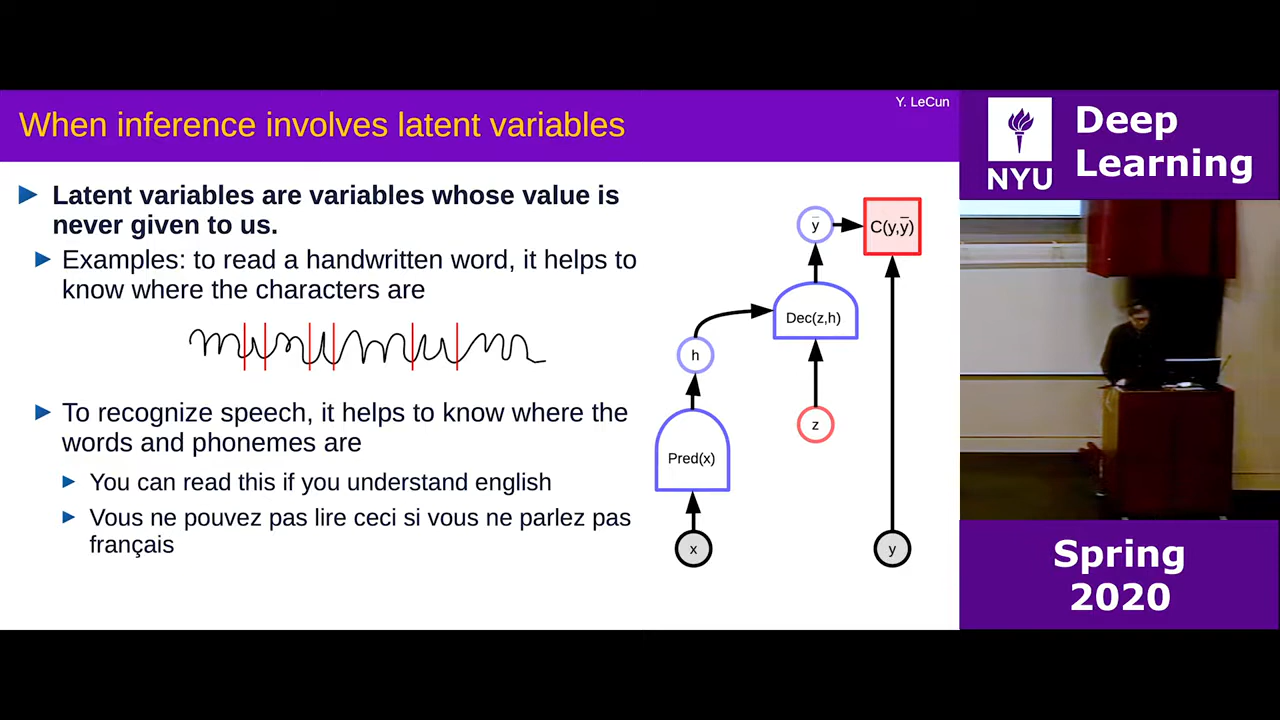 Y. LeCun
When inference involves latent variables
Latent variables are variables whose value is
never given to us.
Examples: to read a handwritten word, it helps to
know where the characters are
To recognize speech, it helps to know where the
words and phonemes are
You can read this if you understand english
Vous ne pouvez pas lire ceci si vous ne parlez pas
français
ȳ
C(y,ȳ)
Dec(z,h)
h
z
Pred(x)
x
y
NYU
Deep
Learning
Spring
2020